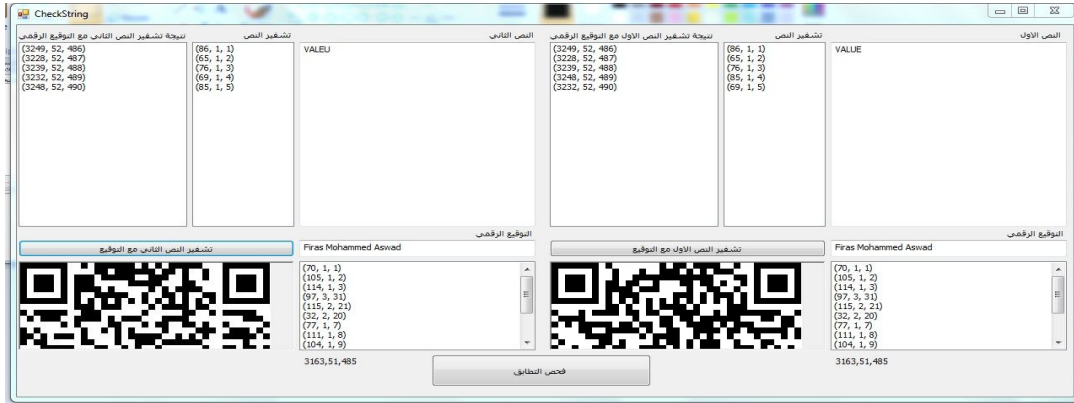 CheckString
النص الاول
تشفير النص
نتيجة تشفير النص الاول مع التوقيع الرقمي
النص الثاني
تشفير النص
نتيجة تشفير النص الثاني مع التوقيع الرقمي
VALUE
(86, 1, 1)
(65, 1, 2)
(76, 1, 3)
(85, 1, 4)
(69, 1, 5)
(3249, 52, 486)
(3228, 52, 487)
(3239, 52, 488)
(3248, 52, 489)
(3232, 52, 490)
VALEU
(86, 1, 1)
(65, 1, 2)
(76, 1, 3)
(69, 1, 4)
(85, 1, 5)
(3249, 52, 486)
(3228, 52, 487)
(3239, 52, 488)
(3232, 52, 489)
(3248, 52, 490)
التوقيع الرقمي
Firas Mohammed Aswad
تشفير النص الاول مع التوقيع
التوقيع الرقمي
Firas Mohammed Aswad
تشفير النص الثاني مع التوقيع
(70, 1, 1)
(105, 1, 2)
(114, 1, 3)
(97, 3, 31)
(115, 2, 21)
(32, 2, 20)
(77, 1, 7)
(111, 1, 8)
(104, 1, 9)
3163,51,485
(70, 1, 1)
(105, 1, 2)
(114, 1, 3)
(97, 3, 31)
(115, 2, 21)
(32, 2, 20)
(77, 1, 7)
(111, 1, 8)
(104, 1, 9)
3163,51,485
فحص التطابق